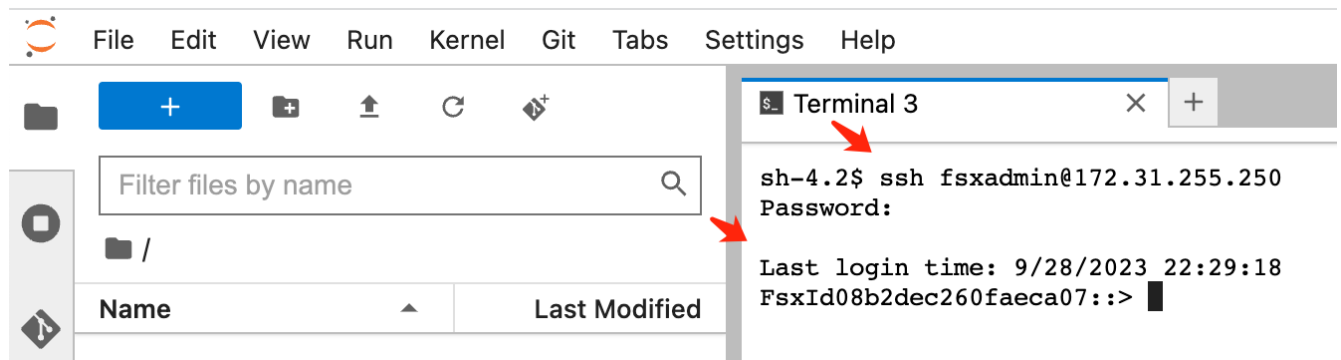 File Edit View Run Kernel Git Tabs Settings Help
+
Filter files by name
/
Name Last Modified
$_ Terminal 3 × +
sh-4.2$ ssh fsxadmin@172.31.255.250
Password:
Last login time: 9/28/2023 22:29:18
FsxId08b2dec260faeca07::>